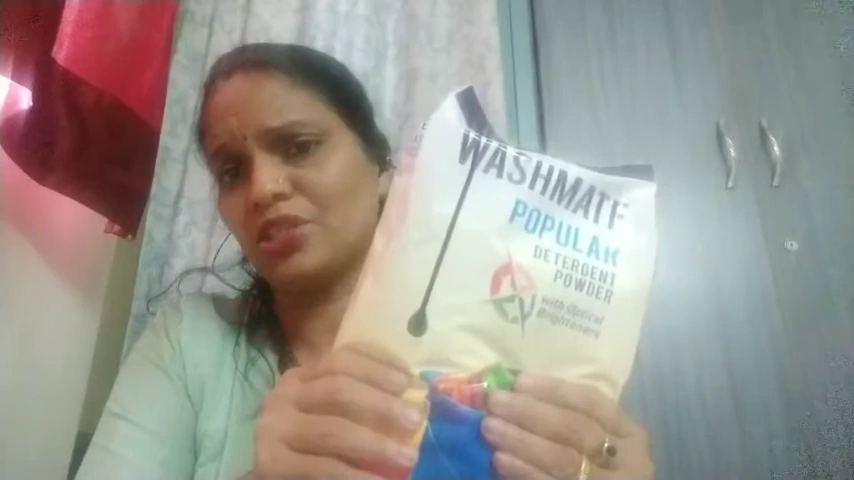 WASHMATE
POPULAR
DETERGENT
POWDER
with Optical
Brighteners